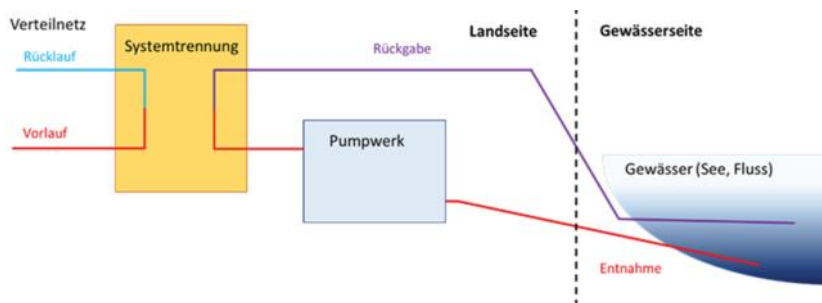 Verteilnetz
Systemtrennung
Landseite
Gewässerseite
Rücklauf
Rückgabe
Vorlauf
Pumpwerk
Gewässer (See, Fluss)
Entnahme